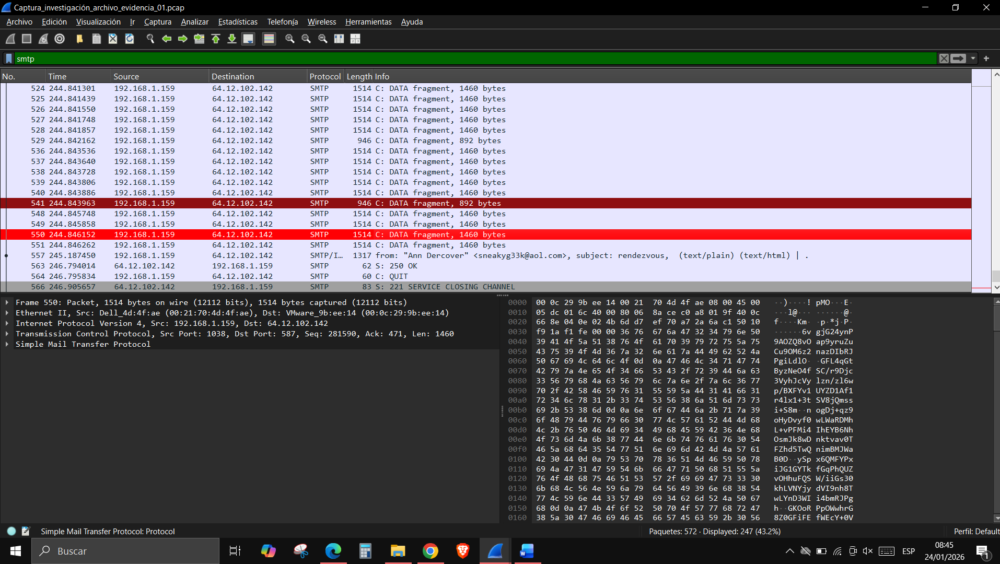 Captura_investigación_archivo_evidencia_01.pcap
Archivo Edición Visualización Ir Captura Analizar Estadísticas Telefonía Wireless Herramientas Ayuda
smtp
No. Time Source Destination Protocol Length Info
524 244.841301 192.168.1.159 64.12.102.142 SMTP 1514 C: DATA fragment, 1460 bytes
525 244.841439 192.168.1.159 64.12.102.142 SMTP 1514 C: DATA fragment, 1460 bytes
526 244.841550 192.168.1.159 64.12.102.142 SMTP 1514 C: DATA fragment, 1460 bytes
527 244.841748 192.168.1.159 64.12.102.142 SMTP 1514 C: DATA fragment, 1460 bytes
528 244.841857 192.168.1.159 64.12.102.142 SMTP 1514 C: DATA fragment, 1460 bytes
529 244.842162 192.168.1.159 64.12.102.142 SMTP 946 C: DATA fragment, 892 bytes
536 244.843536 192.168.1.159 64.12.102.142 SMTP 1514 C: DATA fragment, 1460 bytes
537 244.843640 192.168.1.159 64.12.102.142 SMTP 1514 C: DATA fragment, 1460 bytes
538 244.843728 192.168.1.159 64.12.102.142 SMTP 1514 C: DATA fragment, 1460 bytes
539 244.843806 192.168.1.159 64.12.102.142 SMTP 1514 C: DATA fragment, 1460 bytes
540 244.843886 192.168.1.159 64.12.102.142 SMTP 1514 C: DATA fragment, 1460 bytes
541 244.843963 192.168.1.159 64.12.102.142 SMTP 946 C: DATA fragment, 892 bytes
548 244.845748 192.168.1.159 64.12.102.142 SMTP 1514 C: DATA fragment, 1460 bytes
549 244.845858 192.168.1.159 64.12.102.142 SMTP 1514 C: DATA fragment, 1460 bytes
550 244.846152 192.168.1.159 64.12.102.142 SMTP 1514 C: DATA fragment, 1460 bytes
551 244.846262 192.168.1.159 64.12.102.142 SMTP 1514 C: DATA fragment, 1460 bytes
557 245.187450 192.168.1.159 64.12.102.142 SMTP/I… 1317 from: "Ann Dercover" <sneakyg33k@aol.com>, subject: rendezvous, (text/plain) (text/html) | .
563 246.794014 64.12.102.142 192.168.1.159 SMTP 62 S: 250 OK
564 246.795834 192.168.1.159 64.12.102.142 SMTP 60 C: QUIT
566 246.905657 64.12.102.142 192.168.1.159 SMTP 83 S: 221 SERVICE CLOSING CHANNEL
Frame 550: Packet, 1514 bytes on wire (12112 bits), 1514 bytes captured (12112 bits)
Ethernet II, Src: Dell_4d:4f:ae (00:21:70:4d:4f:ae), Dst: VMware_9b:ee:14 (00:0c:29:9b:ee:14)
Internet Protocol Version 4, Src: 192.168.1.159, Dst: 64.12.102.142
Transmission Control Protocol, Src Port: 1038, Dst Port: 587, Seq: 281590, Ack: 471, Len: 1460
Simple Mail Transfer Protocol
0000 00 0c 29 9b ee 14 00 21 70 4d 4f ae 08 00 45 00 ··)····! pMO···E·
0010 05 dc 01 6c 40 00 80 06 8a ce c0 a8 01 9f 40 0c ···l@··· ······@·
0020 66 8e 04 0e 02 4b 6d d7 ef 70 a7 2a 6a c1 50 10 f····Km· ·p·*j·P·
0030 f9 1a f1 fe 00 00 36 76 67 6a 47 32 34 79 6e 50 ······6v gjG24ynP
0040 39 41 4f 5a 51 38 76 4f 61 70 39 79 72 75 5a 75 9AOZQ8vO ap9yruZu
0050 43 75 39 4f 4d 36 7a 32 6e 61 7a 44 49 62 52 4a Cu9OM6z2 nazDIbRJ
0060 50 67 69 4c 64 6c 4f 0d 0a 47 46 4c 34 71 47 74 PgiLdlO· ·GFL4qGt
0070 42 79 7a 4e 65 4f 34 66 53 43 2f 72 39 44 6a 63 ByzNeO4f SC/r9Djc
0080 33 56 79 68 4a 63 56 79 6c 7a 6e 2f 7a 6c 36 77 3VyhJcVy lzn/zl6w
0090 70 2f 42 58 46 59 76 31 55 59 5a 44 31 41 66 31 p/BXFYv1 UYZD1Af1
00a0 72 34 6c 78 31 2b 33 74 53 56 38 6a 51 6d 73 73 r4lx1+3t SV8jQmss
00b0 69 2b 53 38 6d 0d 0a 6e 6f 67 44 6a 2b 71 7a 39 i+S8m··n ogDj+qz9
00c0 6f 48 79 44 76 79 66 30 77 4c 57 61 52 44 4d 68 oHyDvyf0 wLWaRDMh
00d0 4c 2b 76 50 46 4d 69 34 49 68 45 59 42 36 4e 68 L+vPFMi4 IhEYB6Nh
00e0 4f 73 6d 4a 6b 38 77 44 6e 6b 74 76 61 76 30 54 OsmJk8wD nktvav0T
00f0 46 5a 68 64 35 54 77 51 6e 69 6d 42 4d 4a 57 61 FZhd5TwQ nimBMJWa
0100 42 30 44 0d 0a 79 53 70 78 36 51 4d 46 59 50 78 B0D··ySp x6QMFYPx
0110 69 4a 47 31 47 59 54 6b 66 47 71 50 68 51 55 5a iJG1GYTk fGqPhQUZ
0120 76 4f 48 68 75 46 51 53 57 2f 69 69 47 73 33 30 vOHhuFQS W/iiGs30
0130 6b 68 4c 56 4e 59 6a 79 64 56 49 39 6e 68 38 54 khLVNYjy dVI9nh8T
0140 77 4c 59 6e 44 33 57 49 69 34 62 6d 52 4a 50 67 wLYnD3WI i4bmRJPg
0150 68 0d 0a 47 4b 4f 6f 52 50 70 4f 57 77 68 72 47 h··GKOoR PpOWwhrG
0160 38 5a 30 47 46 69 46 45 66 57 45 63 59 2b 30 56 8Z0GFiFE fWEcY+0V
Simple Mail Transfer Protocol: Protocol
Paquetes: 572 · Displayed: 247 (43.2%)
Perfil: Default
Buscar
ESP
08:45
24/01/2026
1